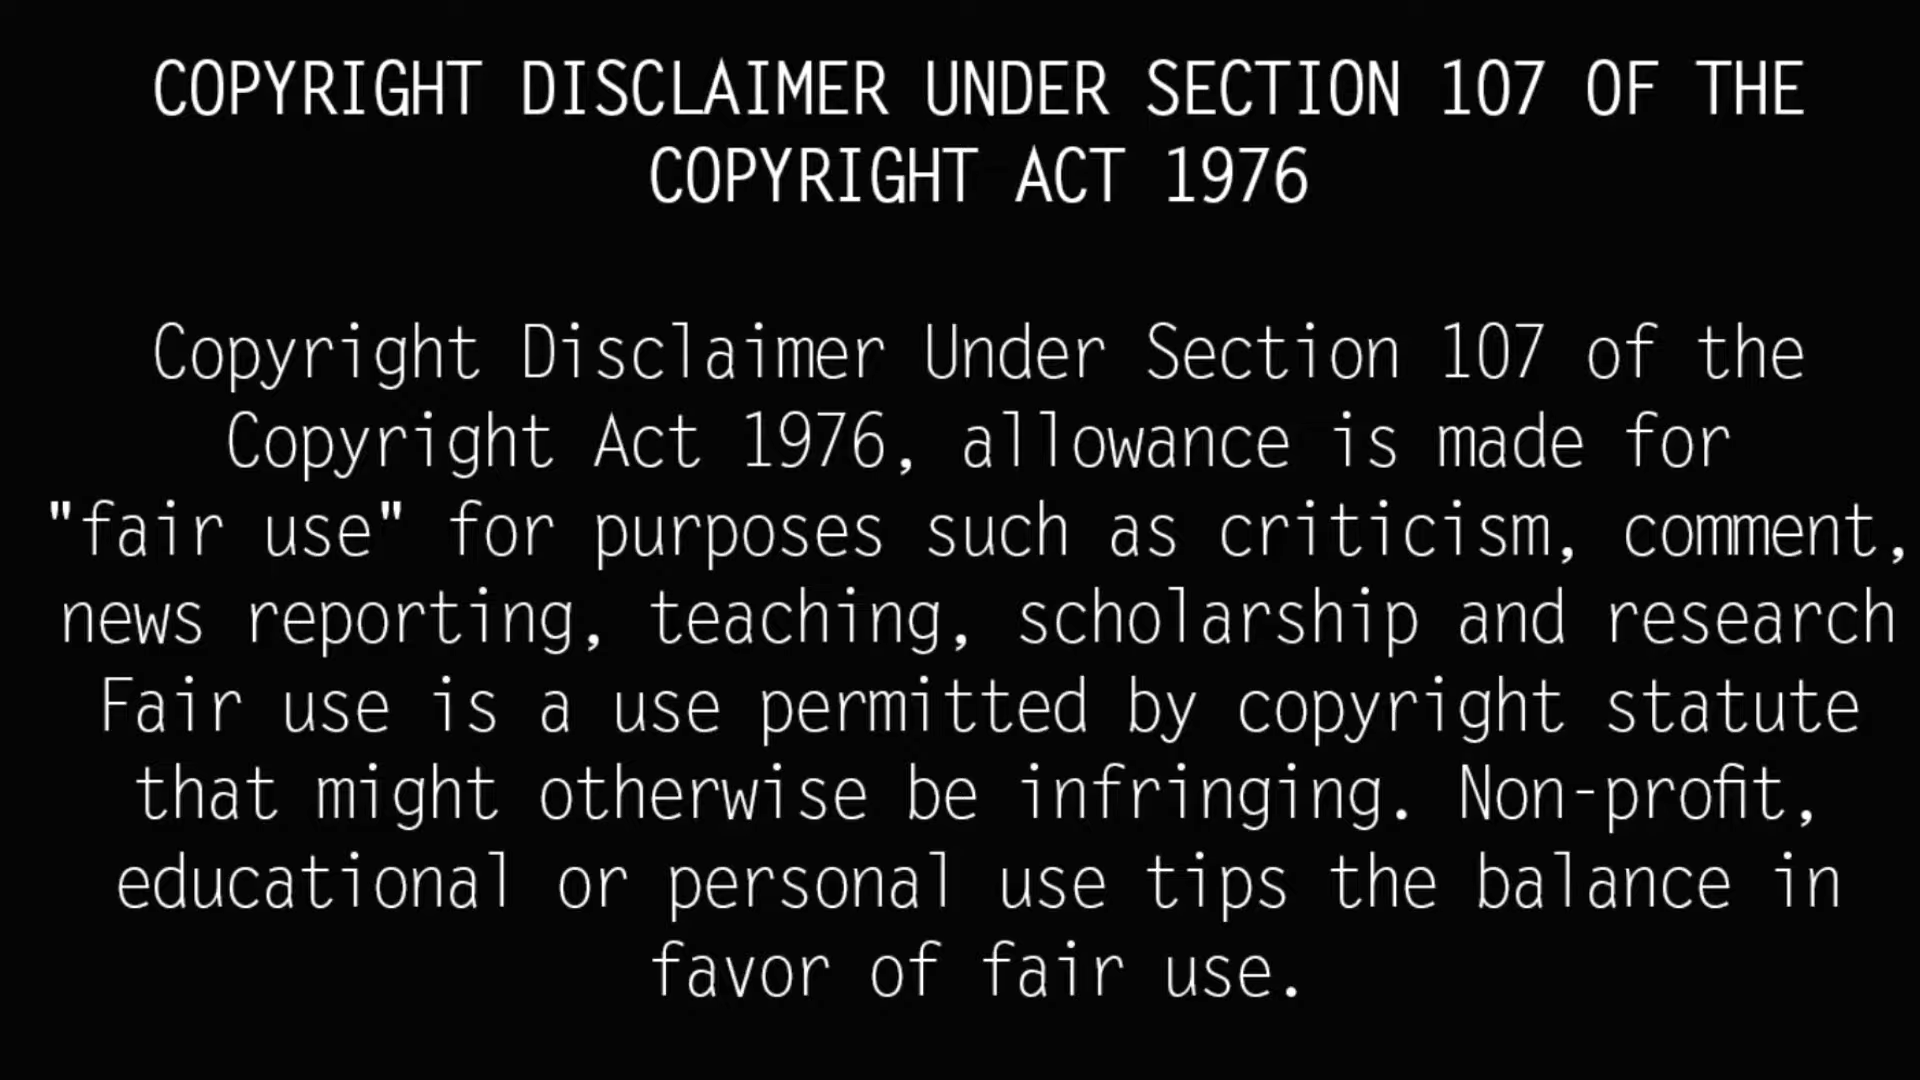 COPYRIGHT DISCLAIMER UNDER SECTION 107 OF THE
COPYRIGHT ACT 1976
Copyright Disclaimer Under Section 107 of the
Copyright Act 1976, allowance is made for
"fair use" for purposes such as criticism, comment,
news reporting, teaching, scholarship and research
Fair use is a use permitted by copyright statute
that might otherwise be infringing. Non-profit,
educational or personal use tips the balance in
favor of fair use.